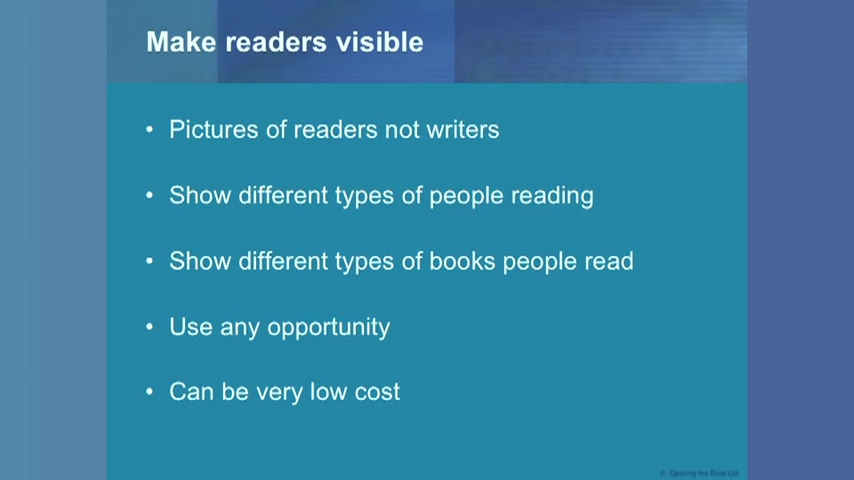 Make readers visible
• Pictures of readers not writers
• Show different types of people reading
• Show different types of books people read
• Use any opportunity
• Can be very low cost
© Opening the Book Ltd